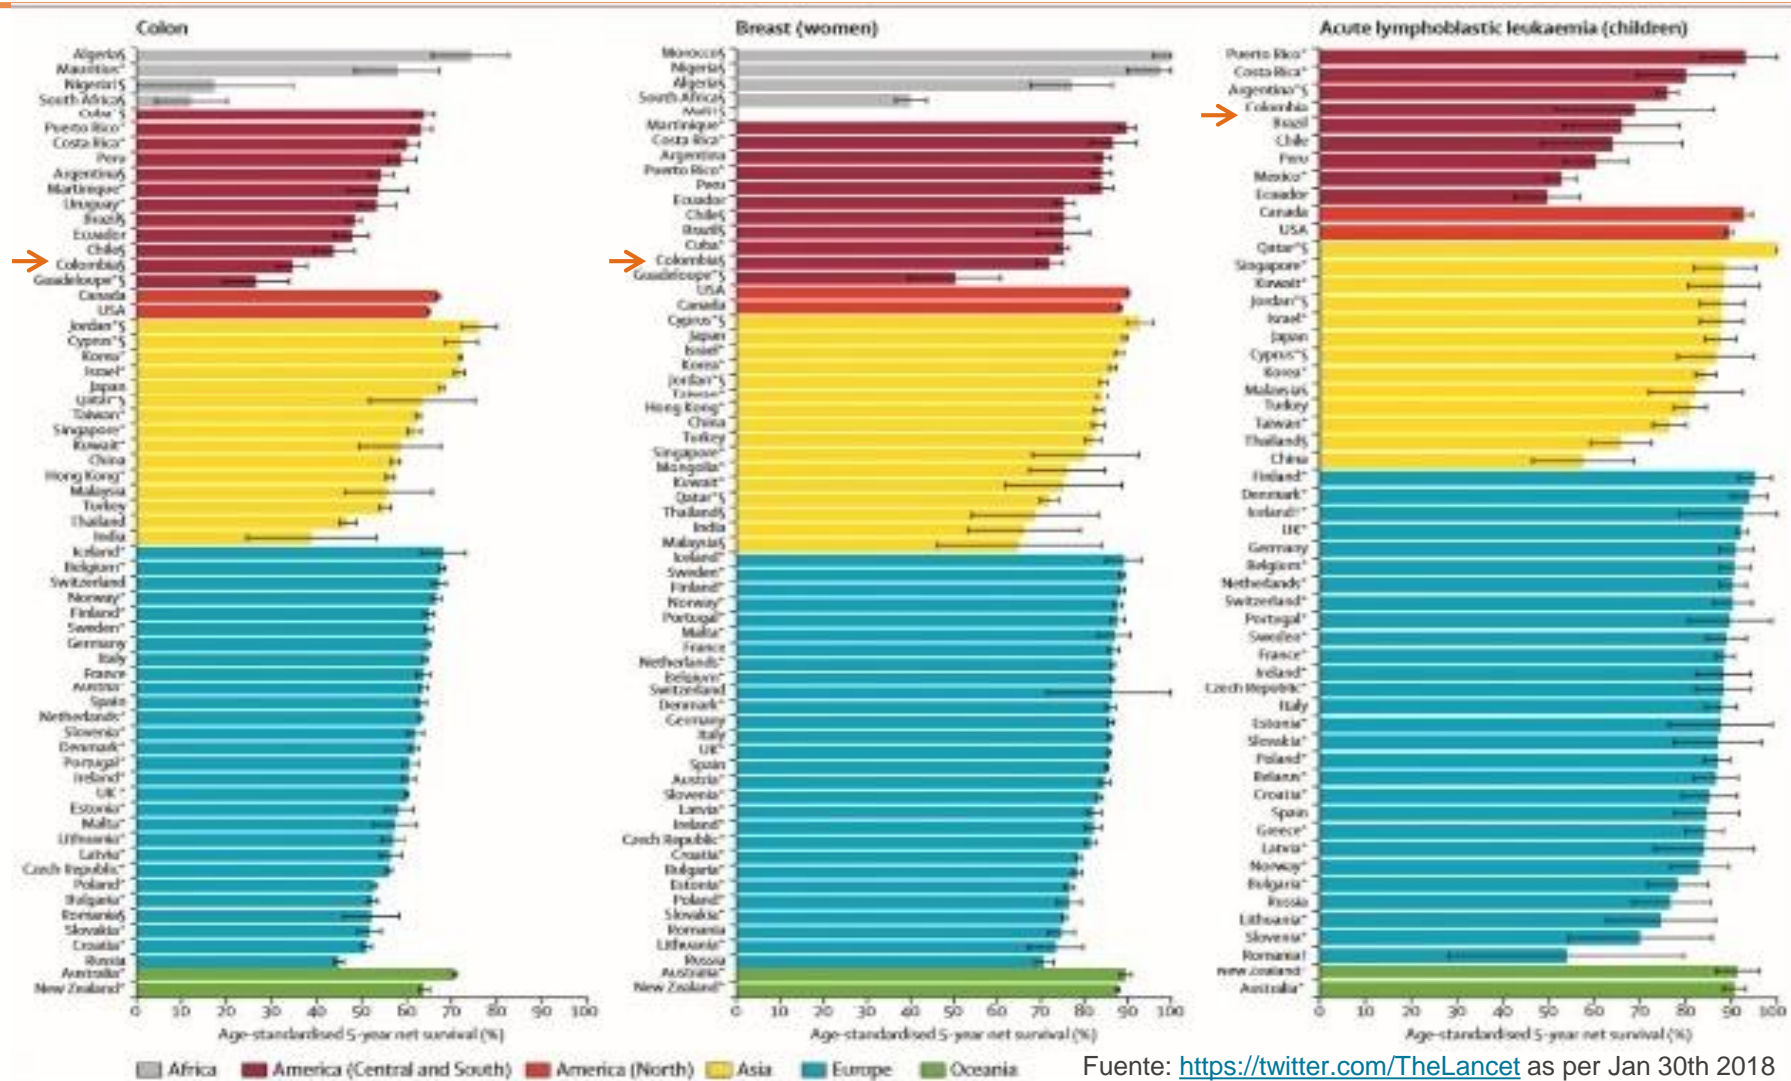 Colon
Algeria§
Mauritius*
Nigeria†§
South Africa§
Cuba*§
Puerto Rico*
Costa Rica*
Peru
Argentina§
Martinique*
Uruguay*
Brazil§
Ecuador
Chile§
Colombia§
Guadeloupe*§
Canada
USA
Jordan*§
Cyprus*§
Korea*
Israel*
Japan
Qatar*§
Taiwan*
Singapore*
Kuwait*
China
Hong Kong*
Malaysia
Turkey
Thailand
India
Iceland*
Belgium*
Switzerland
Norway*
Finland*
Sweden*
Germany
Italy
France
Austria*
Spain
Netherlands*
Slovenia*
Denmark*
Portugal*
Ireland*
UK*
Estonia*
Malta*
Lithuania*
Latvia*
Czech Republic*
Poland*
Bulgaria*
Romania§
Slovakia*
Croatia*
Russia
Australia*
New Zealand*
0 10 20 30 40 50 60 70 80 90 100
Age-standardised 5-year net survival (%)
Breast (women)
Morocco§
Nigeria§
Algeria§
South Africa§
Mali†§
Martinique*
Costa Rica*
Argentina
Puerto Rico*
Peru
Ecuador
Chile§
Brazil§
Cuba*
Colombia§
Guadeloupe*§
USA
Canada
Cyprus*§
Japan
Israel*
Korea*
Jordan*§
Taiwan*
Hong Kong*
China
Turkey
Singapore*
Mongolia*
Kuwait*
Qatar*§
Thailand§
India
Malaysia§
Iceland*
Sweden*
Finland*
Norway*
Portugal*
Malta*
France
Netherlands*
Belgium*
Switzerland
Denmark*
Germany
Italy
UK*
Spain
Austria*
Slovenia*
Latvia*
Ireland*
Czech Republic*
Croatia*
Bulgaria*
Estonia*
Poland*
Slovakia*
Romania
Lithuania*
Russia
Australia*
New Zealand*
0 10 20 30 40 50 60 70 80 90 100
Age-standardised 5-year net survival (%)
Acute lymphoblastic leukaemia (children)
Puerto Rico*
Costa Rica*
Argentina*§
Colombia
Brazil
Chile
Peru
Mexico*
Ecuador
Canada
USA
Qatar*§
Singapore*
Kuwait*
Jordan*§
Israel*
Japan
Cyprus*§
Korea*
Malaysia§
Turkey
Taiwan*
Thailand§
China
Finland*
Denmark*
Iceland†*
UK*
Germany
Belgium*
Netherlands*
Switzerland*
Portugal*
Sweden*
France*
Ireland*
Czech Republic*
Italy
Estonia*
Slovakia*
Poland*
Belarus*
Croatia*
Spain
Greece*
Latvia*
Norway*
Bulgaria*
Russia
Lithuania*
Slovenia*
Romania†
New Zealand*
Australia*
0 10 20 30 40 50 60 70 80 90 100
Age-standardised 5-year net survival (%)
Africa America (Central and South) America (North) Asia Europe Oceania
Fuente: https://twitter.com/TheLancet as per Jan 30th 2018